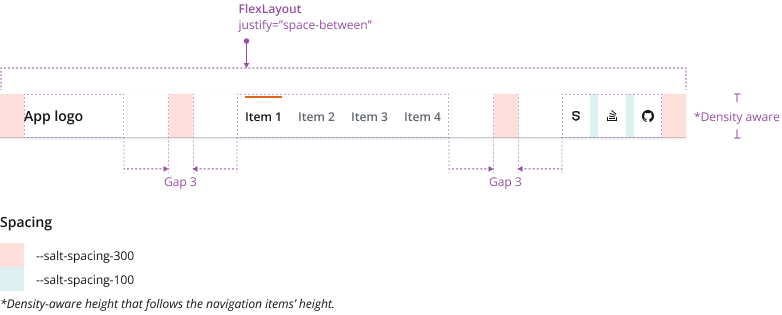 FlexLayout
justify="space-between"
App logo
Item 1 Item 2 Item 3 Item 4
*Density aware
Gap 3 Gap 3
Spacing
--salt-spacing-300
--salt-spacing-100
*Density-aware height that follows the navigation items' height.